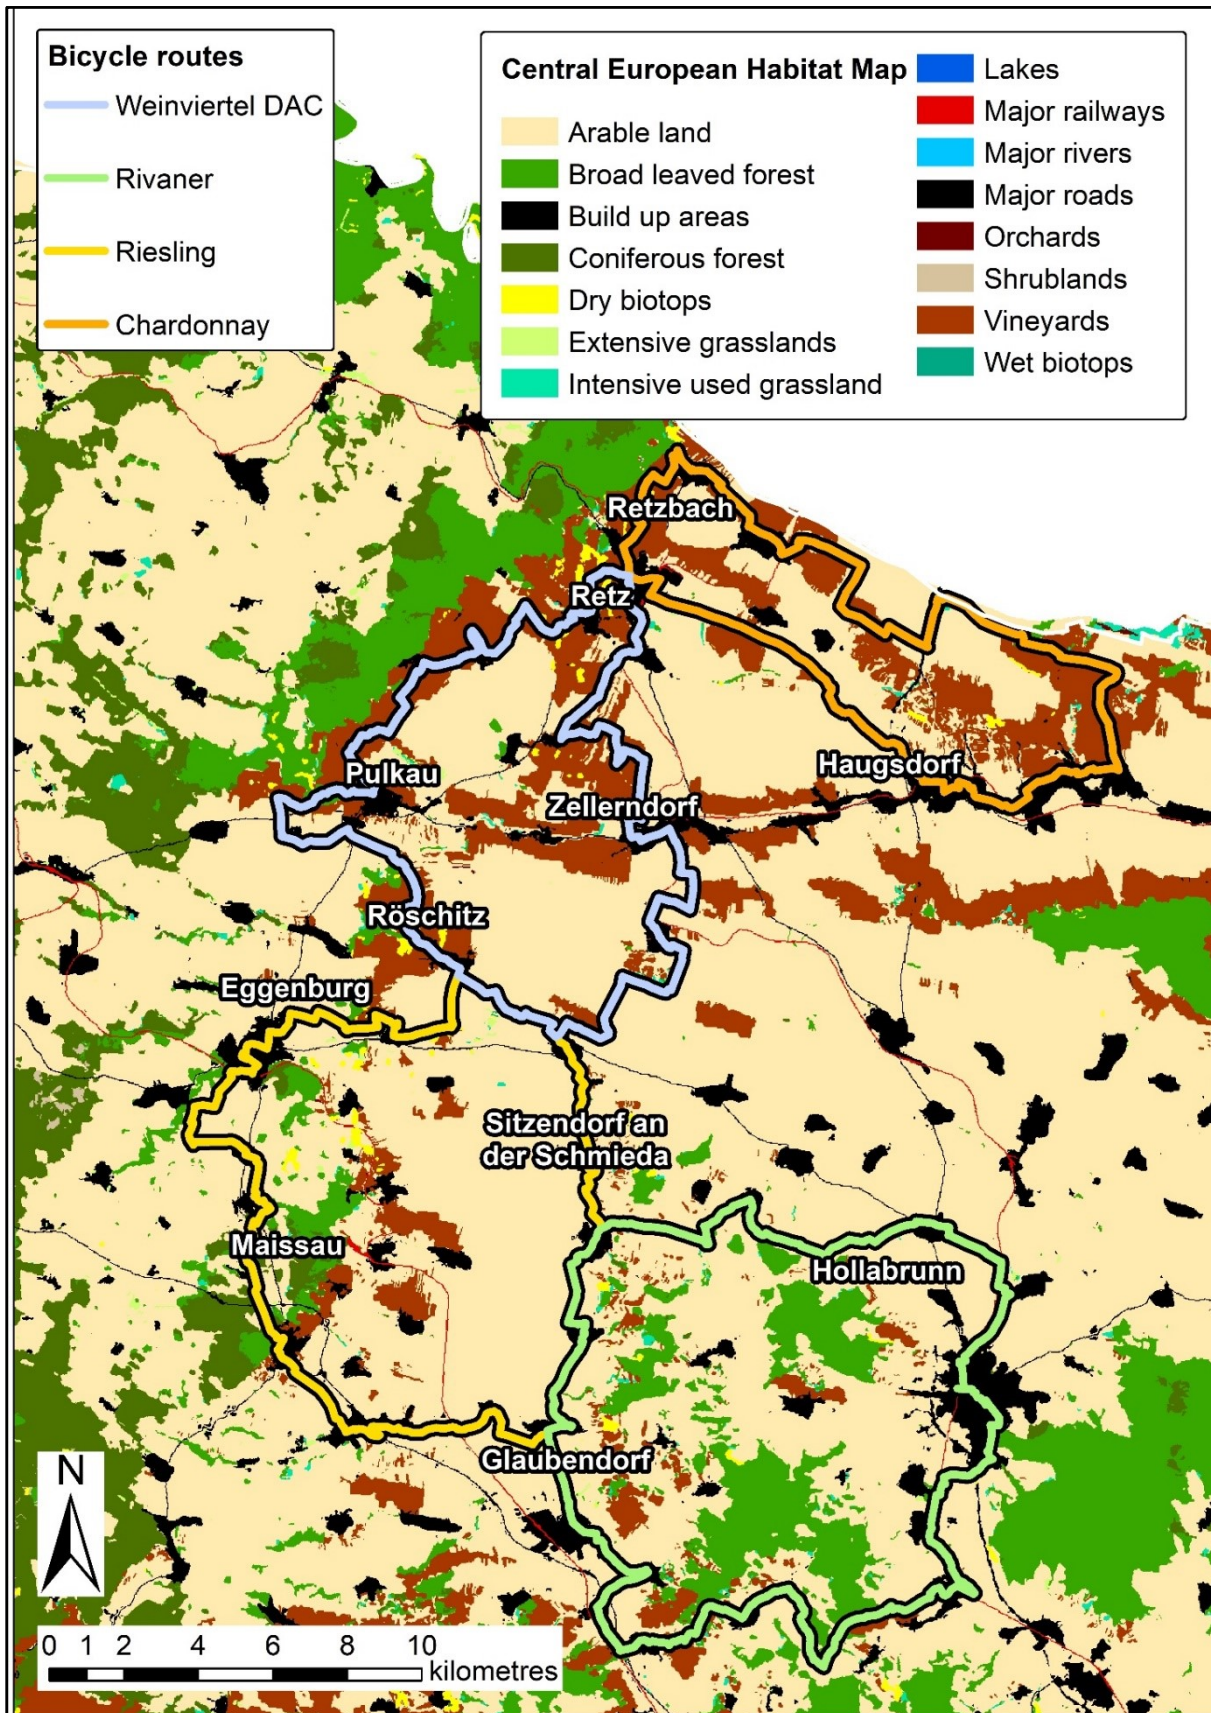 Bicycle routes
Weinviertel DAC
Rivaner
Riesling
Chardonnay
Central European Habitat Map
Arable land
Broad leaved forest
Build up areas
Coniferous forest
Dry biotops
Extensive grasslands
Intensive used grassland
Lakes
Major railways
Major rivers
Major roads
Orchards
Shrublands
Vineyards
Wet biotops
Retzbach
Retz
Pulkau
Haugsdorf
Zellerndorf
Röschitz
Eggenburg
Sitzendorf an
der Schmieda
Maissau
Hollabrunn
Glaubendorf
N
0 1 2 4 6 8 10
kilometres